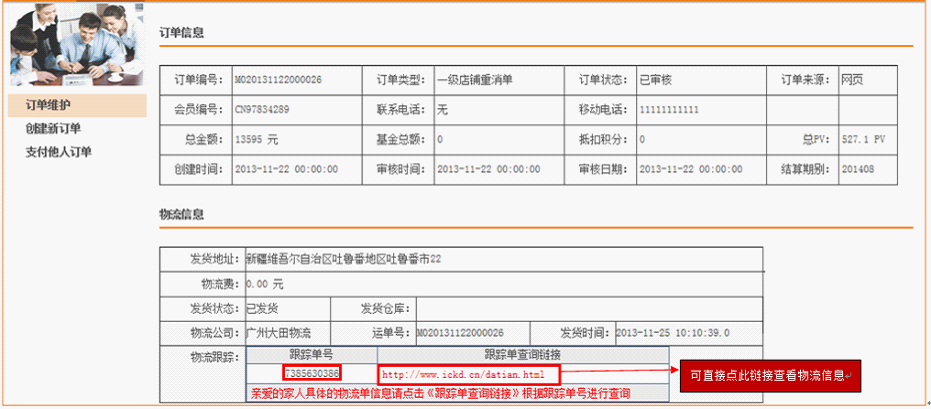 订单信息
订单维护
创建新订单
支付他人订单
订单编号: M020131122000026 订单类型: 一级店铺重消单 订单状态: 已审核 订单来源: 网页
会员编号: CN97834289 联系电话: 无 移动电话: 11111111111
总金额: 13595 元 基金总额: 0 抵扣积分: 0 总PV: 527.1 PV
创建时间: 2013-11-22 00:00:00 审核时间: 2013-11-22 00:00:00 审核日期: 2013-11-22 00:00:00 结算期别: 201408
物流信息
发货地址: 新疆维吾尔自治区吐鲁番地区吐鲁番市22
物流费: 0.00 元
发货状态: 已发货 发货仓库:
物流公司: 广州大田物流 运单号: M020131122000026 发货时间: 2013-11-25 10:10:39.0
物流跟踪: 跟踪单号 跟踪单查询链接
7385630386 http://www.ickd.cn/datian.html 可直接点此链接查看物流信息
亲爱的家人具体的物流单信息请点击《跟踪单查询链接》根据跟踪单号进行查询